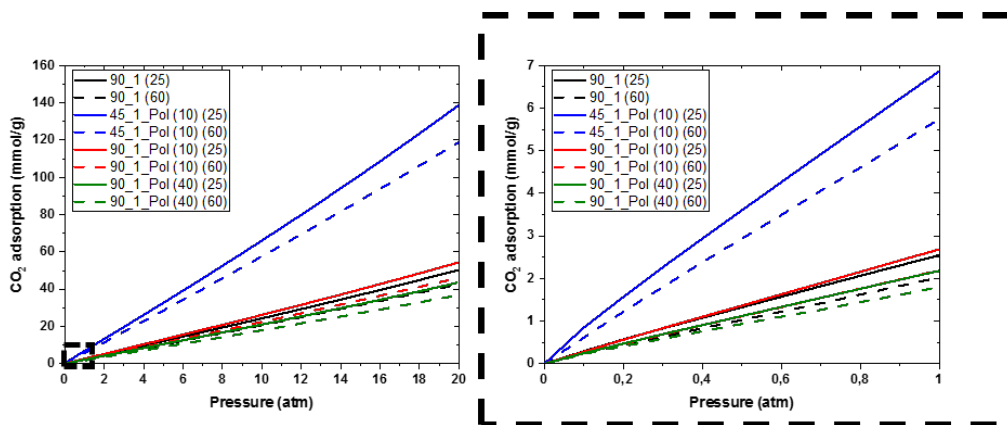 160
140
120
100
80
60
40
20
0
CO₂ adsorption (mmol/g)
90_1 (25)
90_1 (60)
45_1_Pol (10) (25)
45_1_Pol (10) (60)
90_1_Pol (10) (25)
90_1_Pol (10) (60)
90_1_Pol (40) (25)
90_1_Pol (40) (60)
0 2 4 6 8 10 12 14 16 18 20
Pressure (atm)
7
6
5
4
3
2
1
0
CO₂ adsorption (mmol/g)
90_1 (25)
90_1 (60)
45_1_Pol (10) (25)
45_1_Pol (10) (60)
90_1_Pol (10) (25)
90_1_Pol (10) (60)
90_1_Pol (40) (25)
90_1_Pol (40) (60)
0 0,2 0,4 0,6 0,8 1
Pressure (atm)